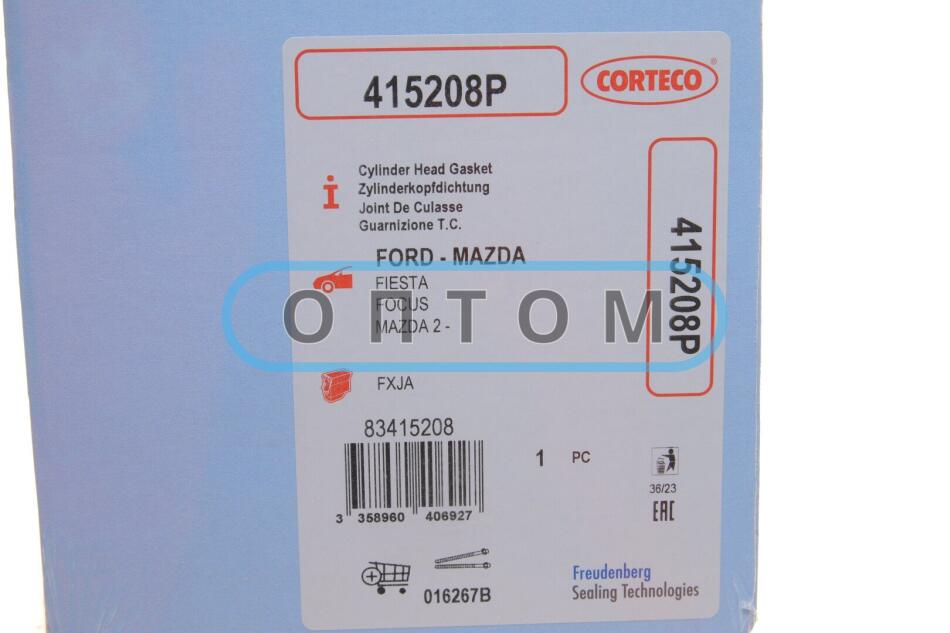 415208P
CORTECO
®
Cylinder Head Gasket
Zylinderkopfdichtung
Joint De Culasse
Guarnizione T.C.
415208P
FORD - MAZDA
FIESTA
FOCUS
MAZDA 2 -
ОПТОМ
FXJA
83415208
1 PC
3 358960 406927
36/23
EAC
016267B
Freudenberg
Sealing Technologies